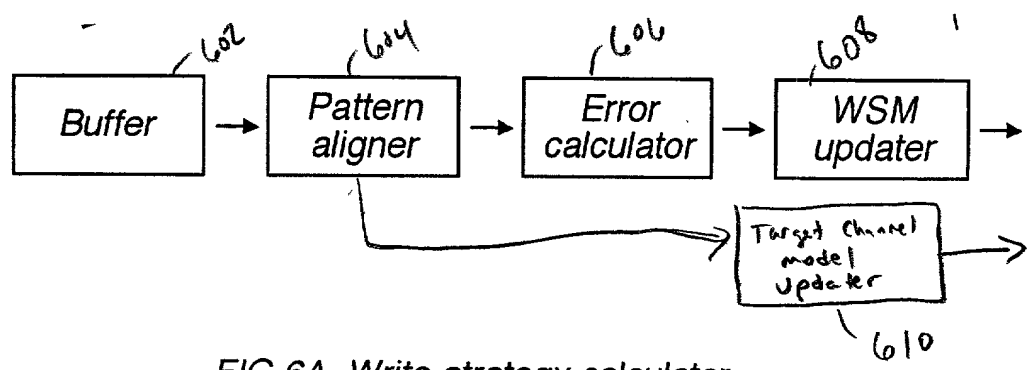 602
604
606
608
Buffer
Pattern
aligner
Error
calculator
WSM
updater
Target Channel
model
updater
610
FIG 6A Write strategy calculator